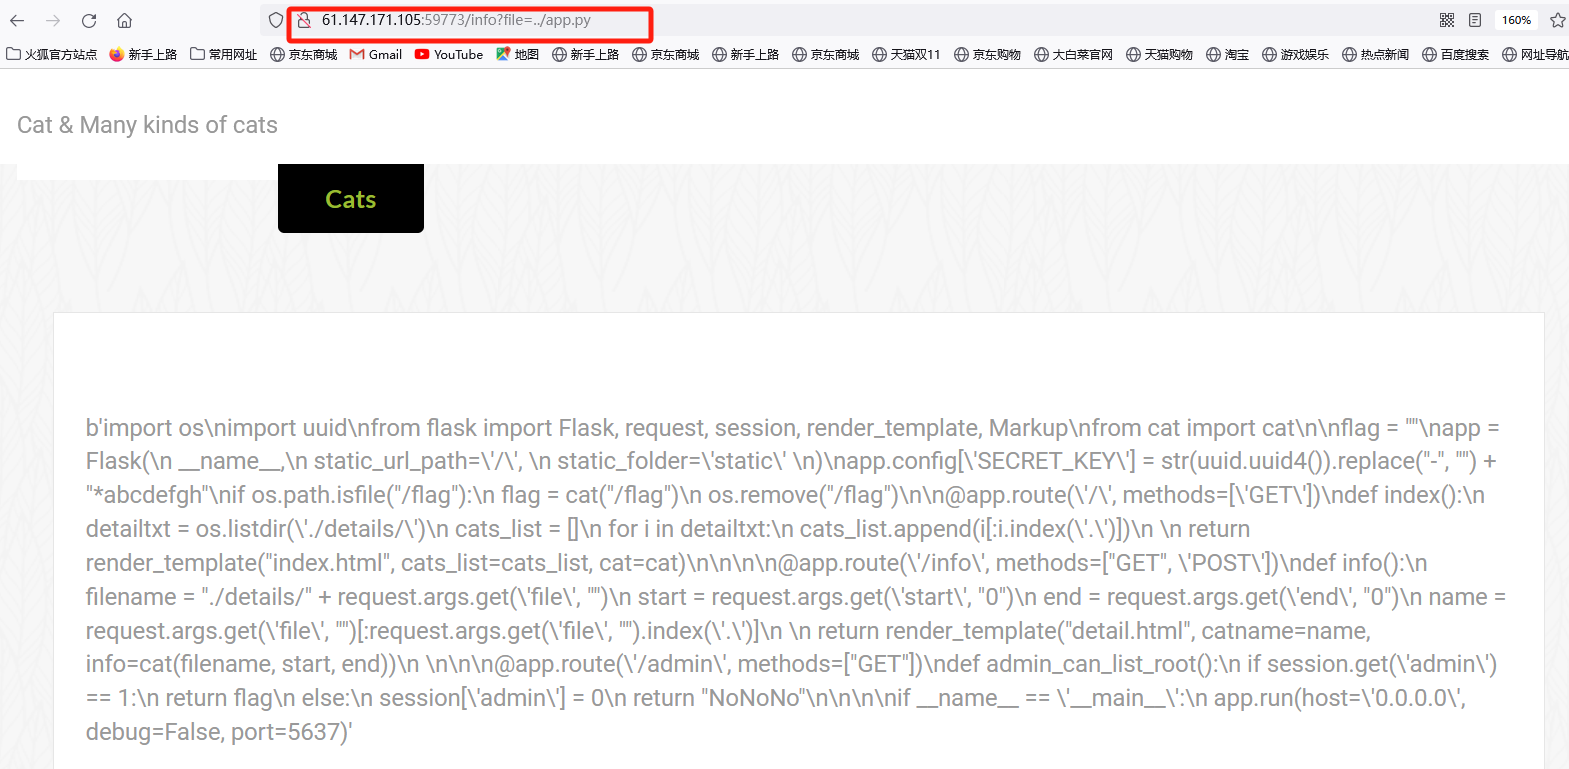 61.147.171.105:59773/info?file=../app.py
160%
火狐官方站点 新手上路 常用网址 京东商城 Gmail YouTube 地图 新手上路 京东商城 新手上路 京东商城 天猫双11 京东购物 大白菜官网 天猫购物 淘宝 游戏娱乐 热点新闻 百度搜索 网址导航
Cat & Many kinds of cats
Cats
b'import os\nimport uuid\nfrom flask import Flask, request, session, render_template, Markup\nfrom cat import cat\n\nflag = ""\napp =
Flask(\n __name__,\n static_url_path=\'/\', \n static_folder=\'static\' \n)\napp.config[\'SECRET_KEY\'] = str(uuid.uuid4()).replace("-", "") +
"*abcdefgh"\nif os.path.isfile("/flag"):\n flag = cat("/flag")\n os.remove("/flag")\n\n@app.route(\'/\', methods=[\'GET\'])\ndef index():\n
detailtxt = os.listdir(\'./details/\')\n cats_list = []\n for i in detailtxt:\n cats_list.append(i[:i.index(\'.\')])\n \n return
render_template("index.html", cats_list=cats_list, cat=cat)\n\n\n\n@app.route(\'/info\', methods=["GET", \'POST\'])\ndef info():\n
filename = "./details/" + request.args.get(\'file\', "")\n start = request.args.get(\'start\', "0")\n end = request.args.get(\'end\', "0")\n name =
request.args.get(\'file\', "")[:request.args.get(\'file\', "").index(\'.\')]\n \n return render_template("detail.html", catname=name,
info=cat(filename, start, end))\n \n\n\n@app.route(\'/admin\', methods=["GET"])\ndef admin_can_list_root():\n if session.get(\'admin\')
== 1:\n return flag\n else:\n session[\'admin\'] = 0\n return "NoNoNo"\n\n\n\nif __name__ == \'__main__\':\n app.run(host=\'0.0.0.0\',
debug=False, port=5637)'